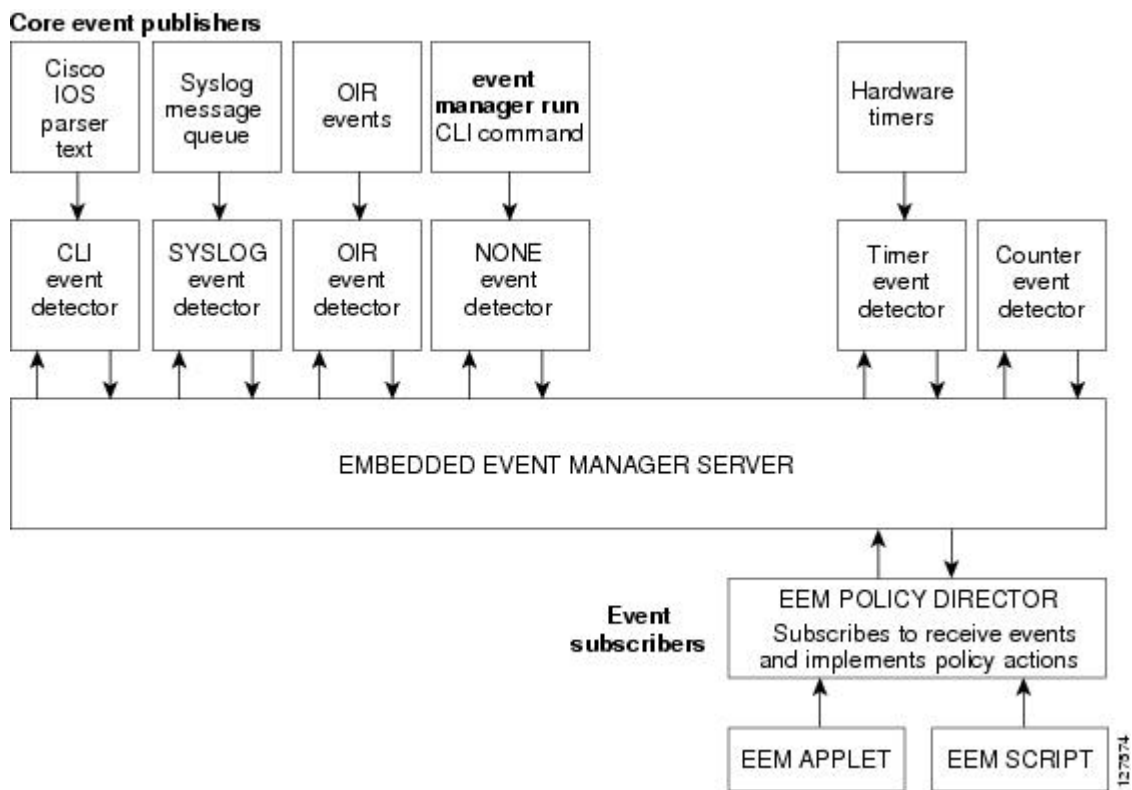 Core event publishers
Cisco
IOS
parser
text
Syslog
message
queue
OIR
events
event
manager run
CLI command
Hardware
timers
CLI
event
detector
SYSLOG
event
detector
OIR
event
detector
NONE
event
detector
Timer
event
detector
Counter
event
detector
EMBEDDED EVENT MANAGER SERVER
Event
subscribers
EEM POLICY DIRECTOR
Subscribes to receive events
and implements policy actions
EEM APPLET
EEM SCRIPT
127574